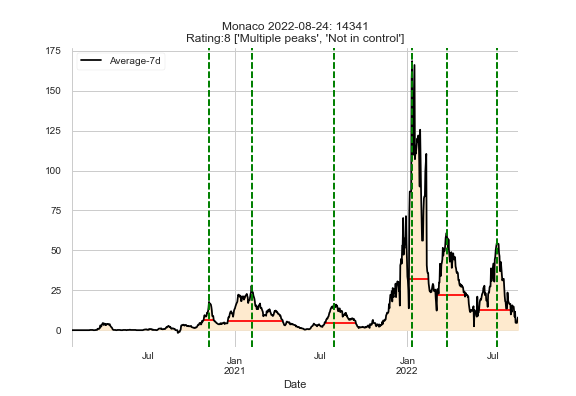 Monaco 2022-08-24: 14341
Rating:8 ['Multiple peaks', 'Not in control']
Average-7d
175
150
125
100
75
50
25
0
Jul
Jan
2021
Jul
Jan
2022
Jul
Date